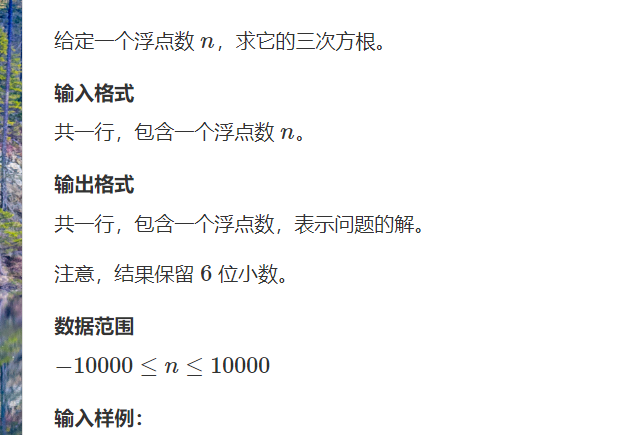 给定一个浮点数 n，求它的三次方根。
输入格式
共一行，包含一个浮点数 n。
输出格式
共一行，包含一个浮点数，表示问题的解。
注意，结果保留 6 位小数。
数据范围
−10000 ≤ n ≤ 10000
输入样例：